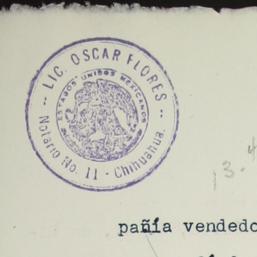 LIC. OSCAR FLORES
ESTADOS UNIDOS MEXICANOS
Notario No. 11 - Chihuahua.
13.4
pañía vendedo